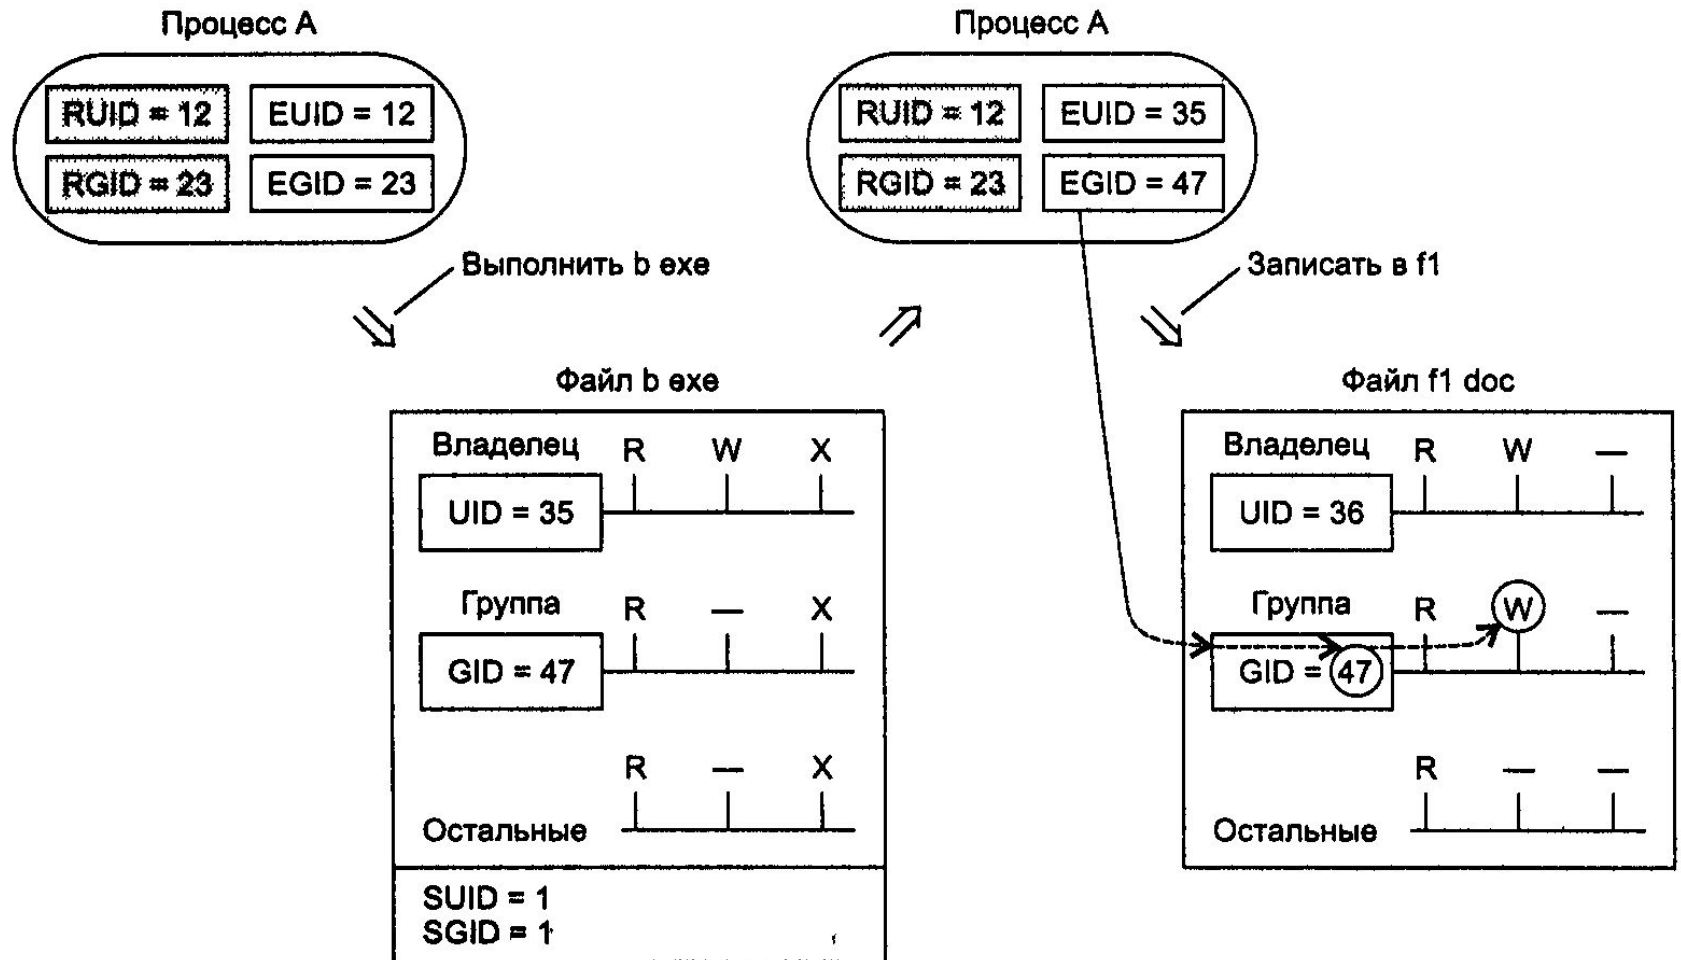 Процесс А
RUID = 12 EUID = 12
RGID = 23 EGID = 23
Выполнить b exe
Процесс А
RUID = 12 EUID = 35
RGID = 23 EGID = 47
Записать в f1
Файл b exe
Владелец R W X
UID = 35
Группа R — X
GID = 47
R — X
Остальные
SUID = 1
SGID = 1
Файл f1 doc
Владелец R W —
UID = 36
Группа R W —
GID = 47
R — —
Остальные